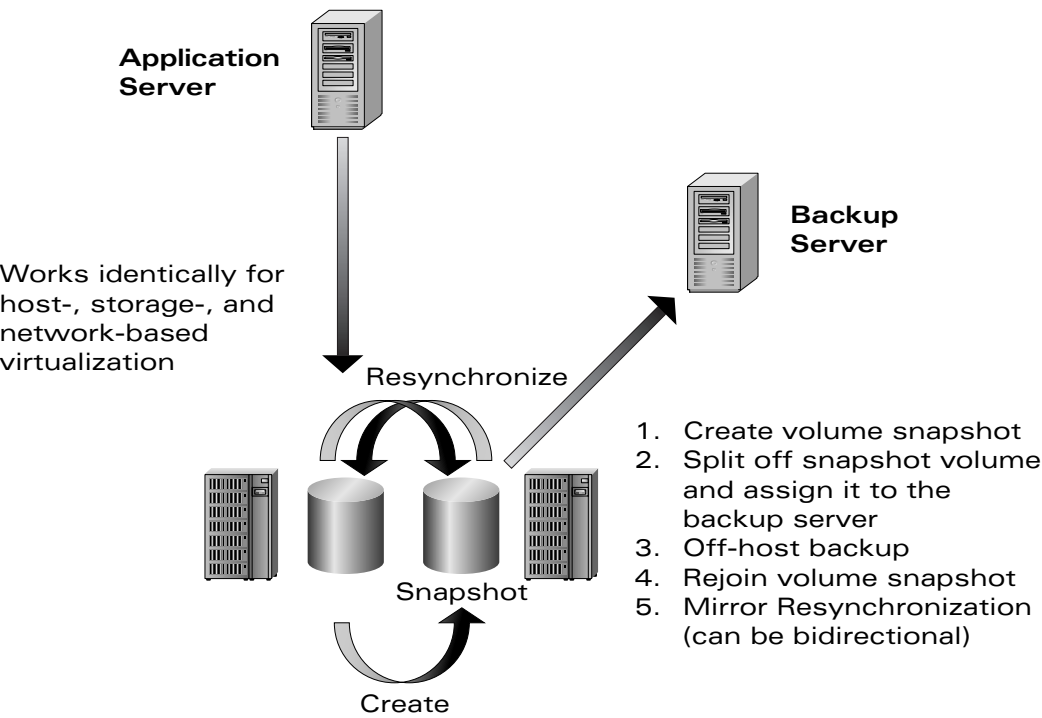 Application
Server
Backup
Server
Works identically for
host-, storage-, and
network-based
virtualization
Resynchronize
1. Create volume snapshot
2. Split off snapshot volume
and assign it to the
backup server
3. Off-host backup
4. Rejoin volume snapshot
5. Mirror Resynchronization
(can be bidirectional)
Snapshot
Create